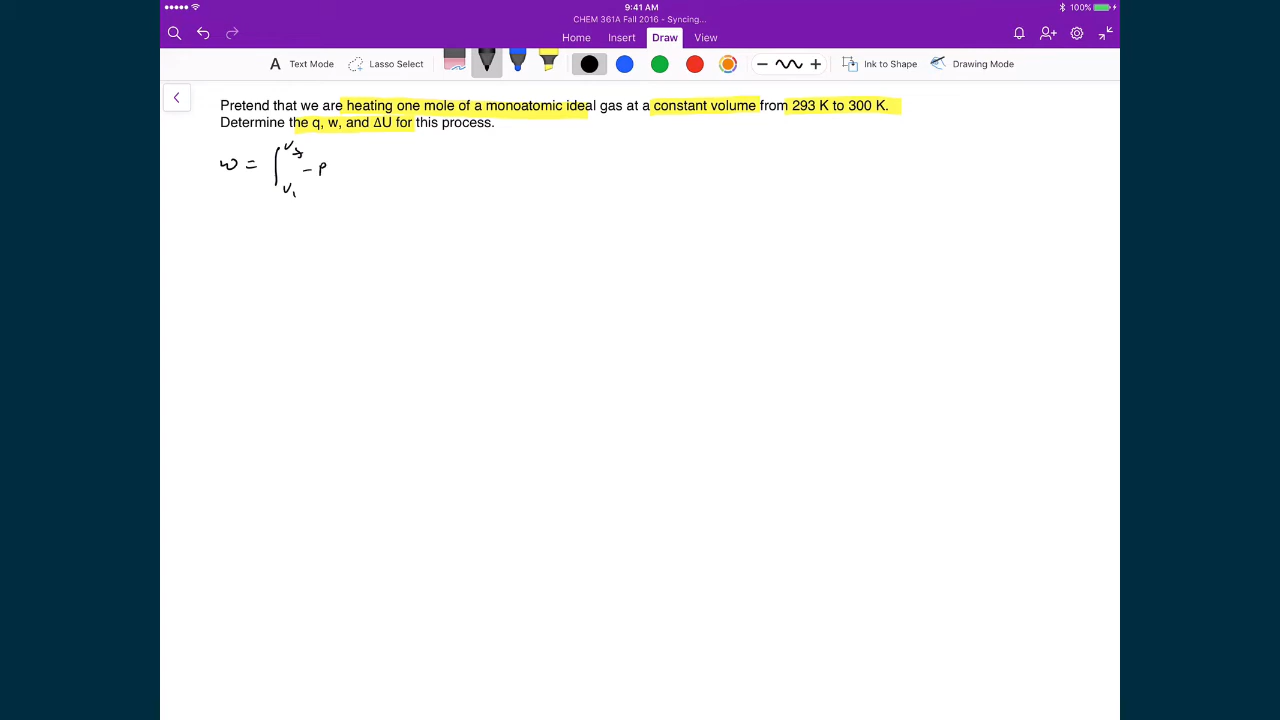 9:41 AM
100%
CHEM 361A Fall 2016 - Syncing...
Home Insert Draw View
A Text Mode Lasso Select Ink to Shape Drawing Mode
Pretend that we are heating one mole of a monoatomic ideal gas at a constant volume from 293 K to 300 K.
Determine the q, w, and ΔU for this process.
w = ∫ V₁ V₂ - P